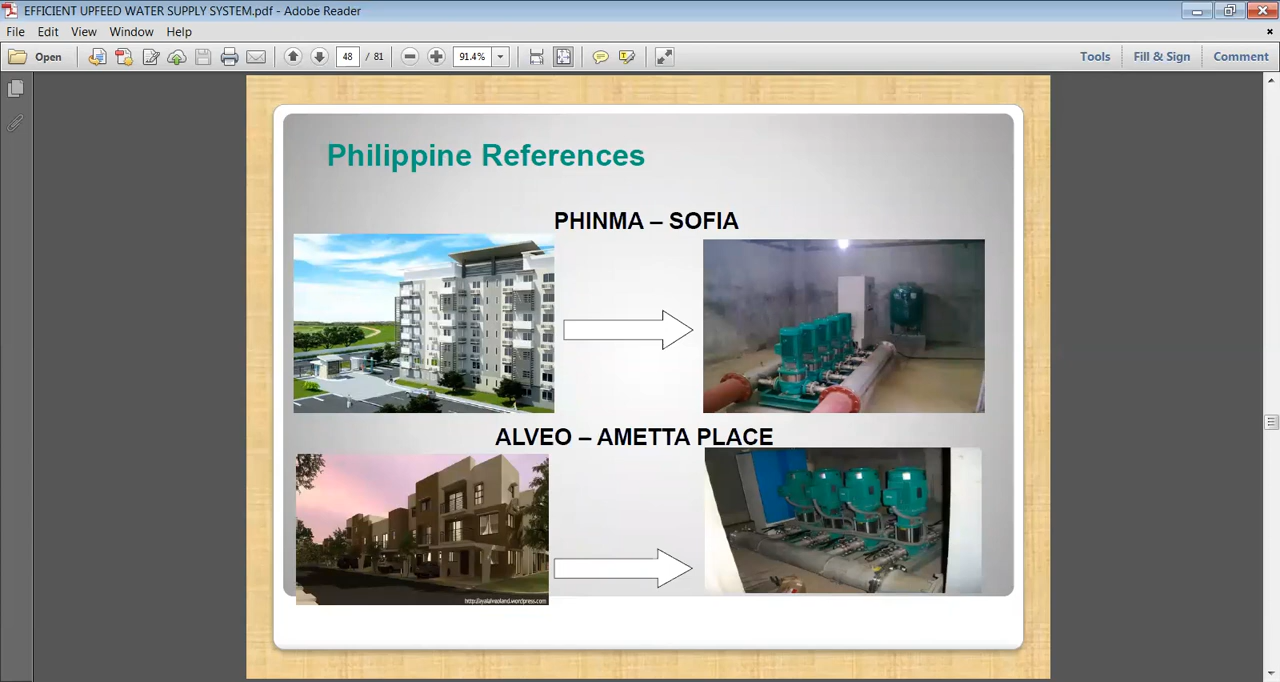 EFFICIENT UPFEED WATER SUPPLY SYSTEM.pdf - Adobe Reader
File Edit View Window Help
Open 48 / 81 91.4% Tools Fill & Sign Comment
Philippine References
PHINMA – SOFIA
ALVEO – AMETTA PLACE
http://ayalalveoland.wordpress.com